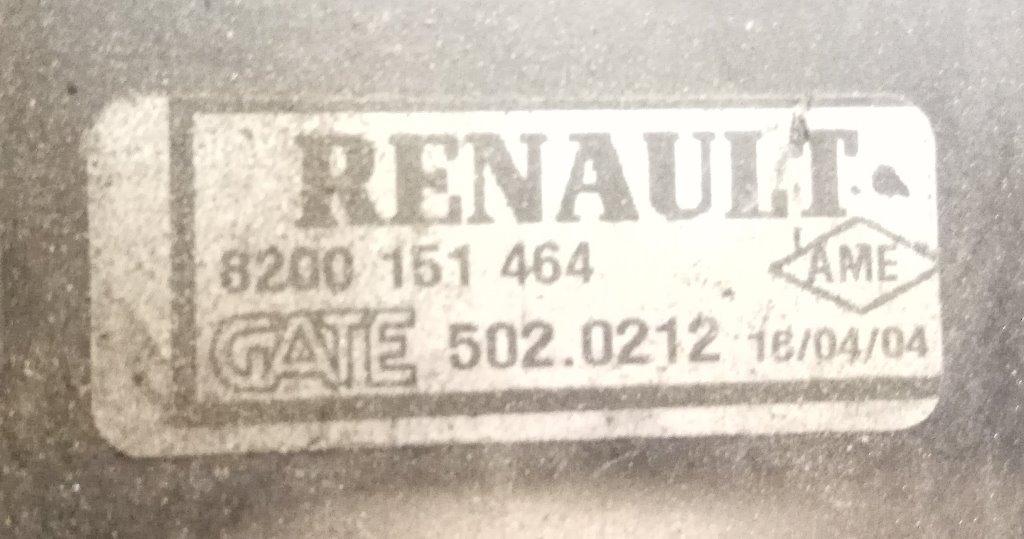 RENAULT
8200 151 464 AME
GATE 502.0212 16/04/04